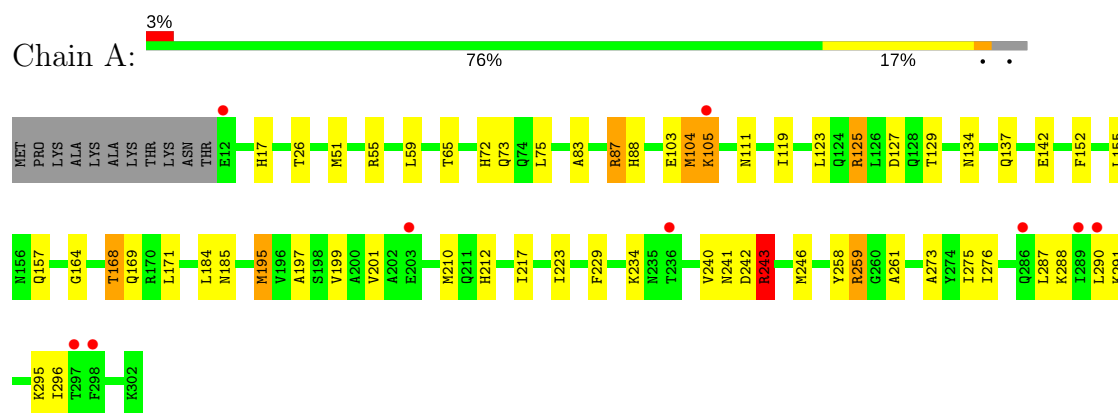 3%
Chain A:
76% 17% • •
MET PRO LYS ALA LYS ALA LYS THR LYS ASN THR E12 H17 T26 M51 R55 L59 T65 H72 Q73 Q74 L75 A83 R87 H88 E103 M104 K105 N111 I119 L123 Q124 R125 L126 D127 Q128 T129 N134 Q137 E142 F152 L155
N156 Q157 G164 T168 Q169 R170 L171 L184 N185 M195 V196 A197 S198 V199 A200 V201 A202 E203 M210 Q211 H212 I217 I223 F229 K234 N235 T236 V240 N241 D242 R243 M246 Y258 R259 G260 A261 A273 Y274 I275 I276 Q286 L287 K288 I289 L290 K291
K295 I296 T297 F298 K302